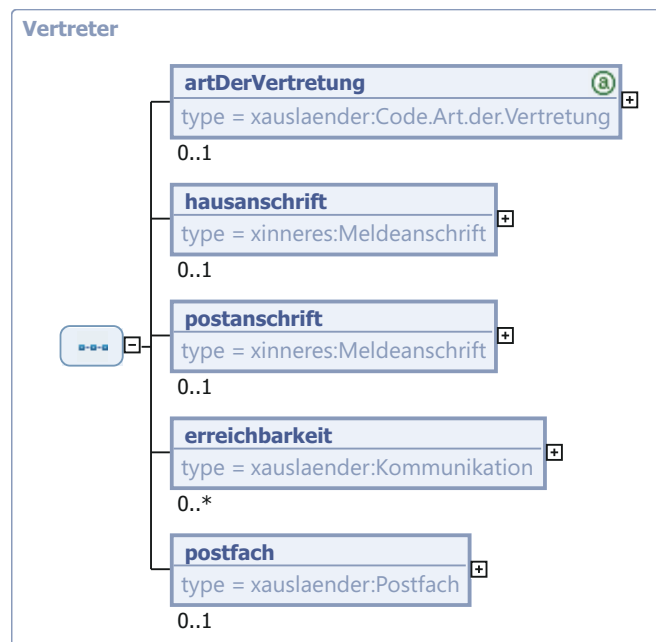 Vertreter
artDerVertretung
type = xauslaender:Code.Art.der.Vertretung
0..1
hausanschrift
type = xinneres:Meldeanschrift
0..1
postanschrift
type = xinneres:Meldeanschrift
0..1
erreichbarkeit
type = xauslaender:Kommunikation
0..*
postfach
type = xauslaender:Postfach
0..1